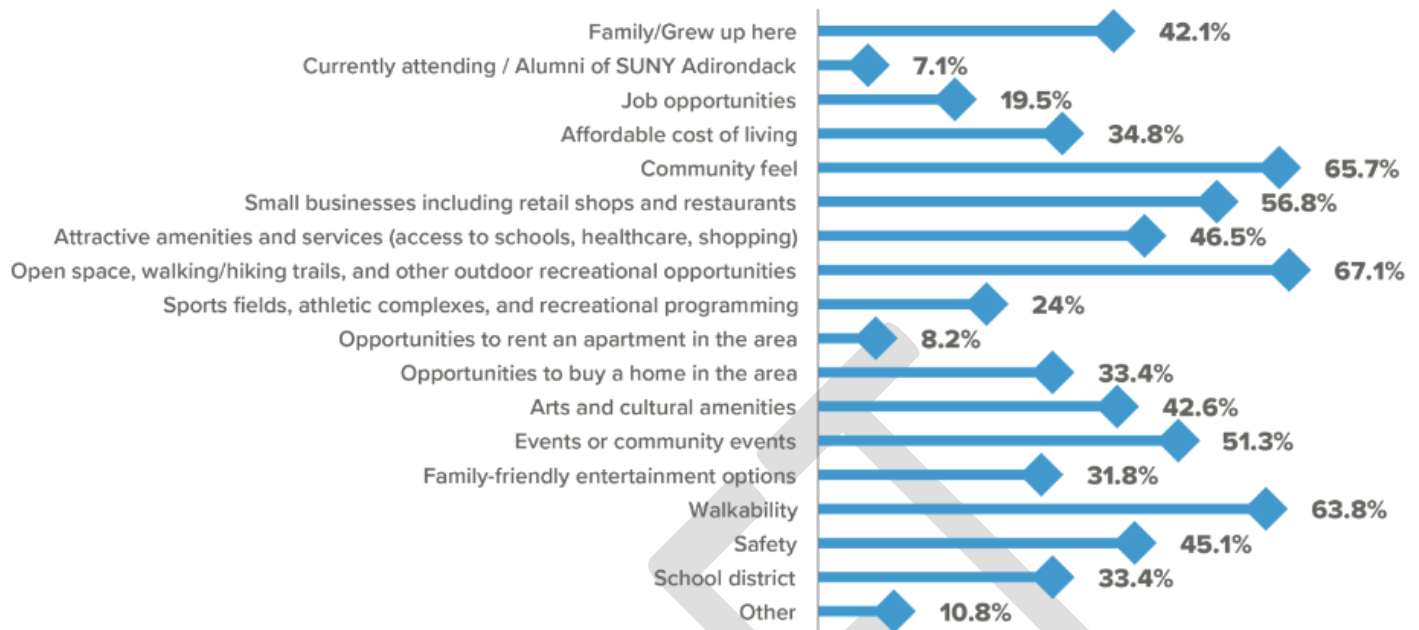 Family/Grew up here 42.1%
Currently attending / Alumni of SUNY Adirondack 7.1%
Job opportunities 19.5%
Affordable cost of living 34.8%
Community feel 65.7%
Small businesses including retail shops and restaurants 56.8%
Attractive amenities and services (access to schools, healthcare, shopping) 46.5%
Open space, walking/hiking trails, and other outdoor recreational opportunities 67.1%
Sports fields, athletic complexes, and recreational programming 24%
Opportunities to rent an apartment in the area 8.2%
Opportunities to buy a home in the area 33.4%
Arts and cultural amenities 42.6%
Events or community events 51.3%
Family-friendly entertainment options 31.8%
Walkability 63.8%
Safety 45.1%
School district 33.4%
Other 10.8%